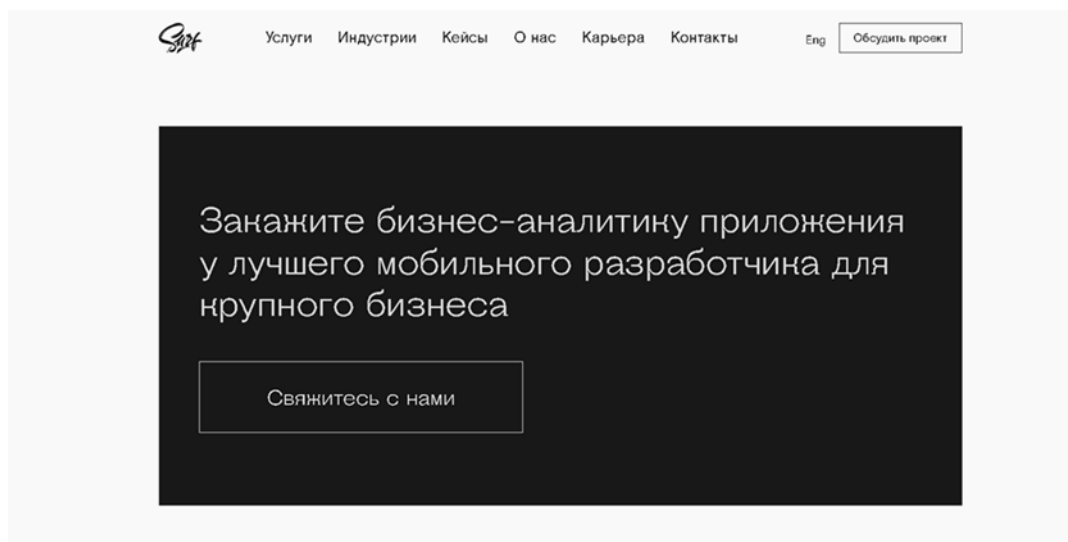 Surf
Услуги Индустрии Кейсы О нас Карьера Контакты Eng Обсудить проект
Закажите бизнес-аналитику приложения
у лучшего мобильного разработчика для
крупного бизнеса
Свяжитесь с нами